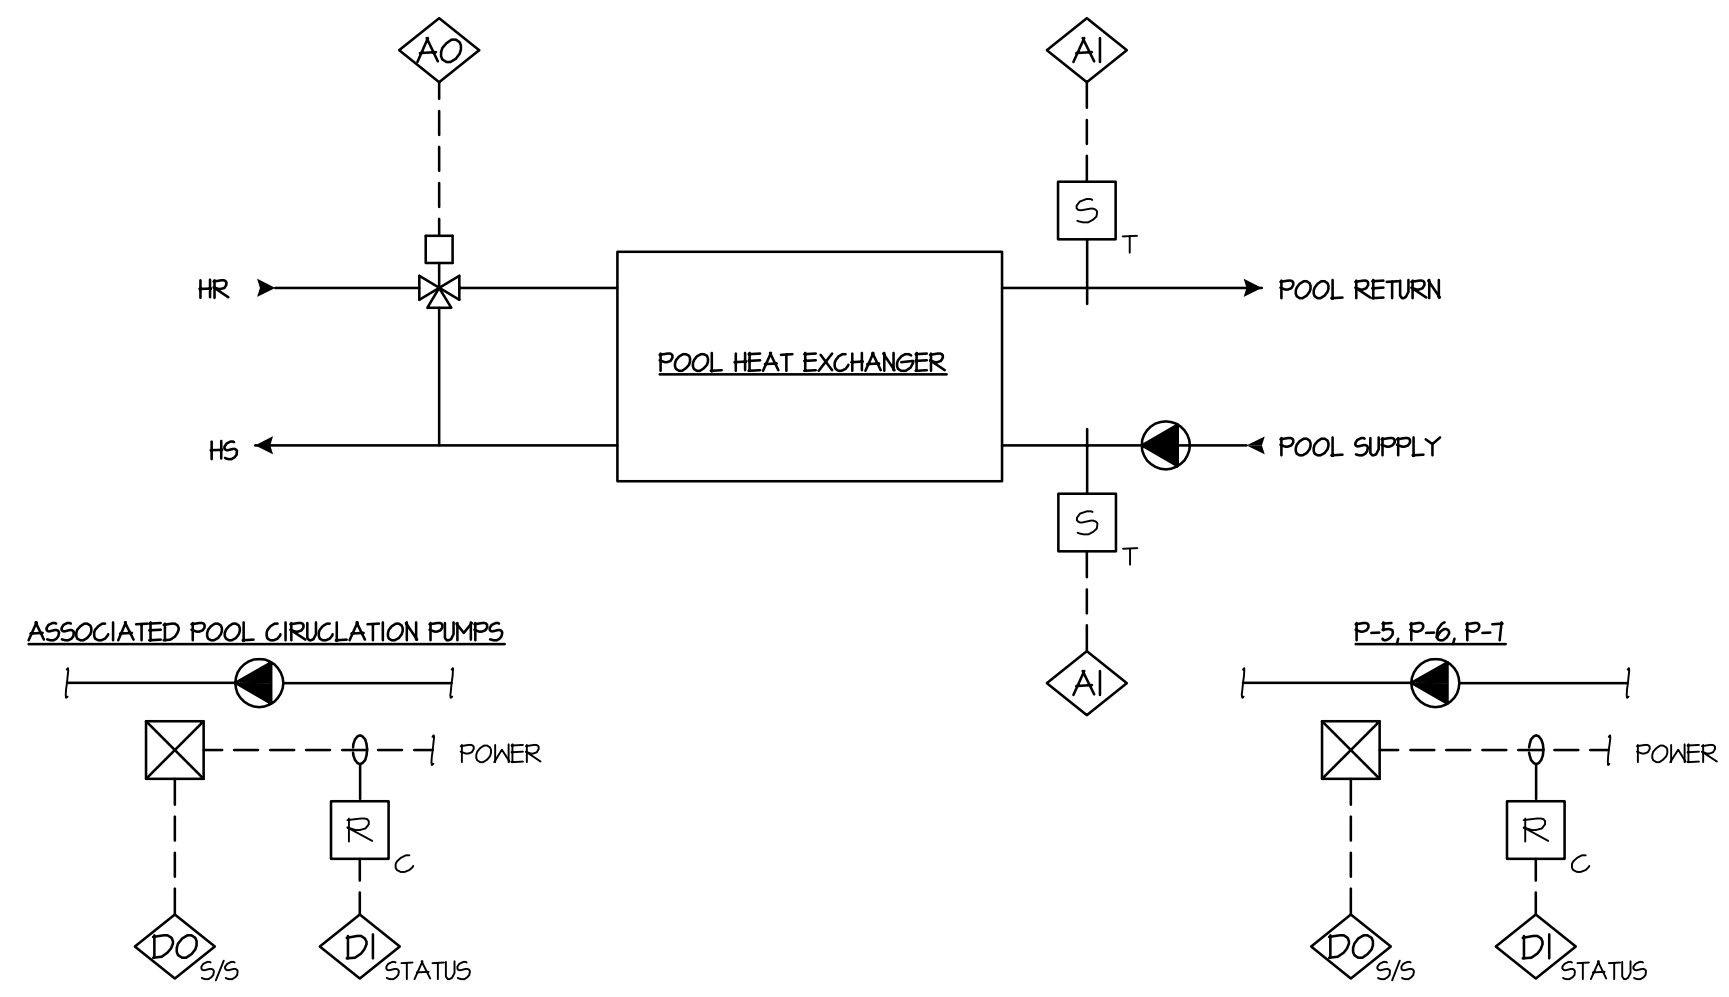 AO
AI
S
T
HR
POOL RETURN
POOL HEAT EXCHANGER
HS
POOL SUPPLY
S
T
AI
ASSOCIATED POOL CIRUCLATION PUMPS
POWER
R
C
DO
S/S
DI
STATUS
P-5, P-6, P-7
POWER
R
C
DO
S/S
DI
STATUS